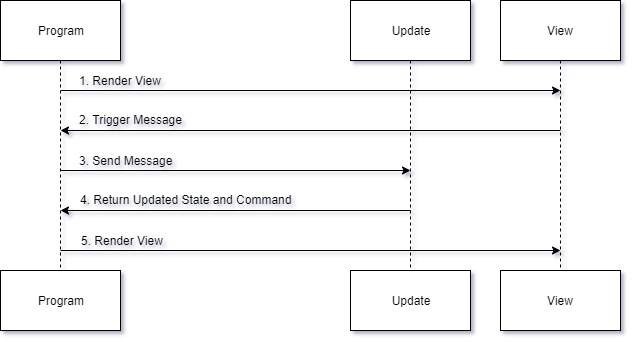 Program
Update
View
1. Render View
2. Trigger Message
3. Send Message
4. Return Updated State and Command
5. Render View
Program
Update
View